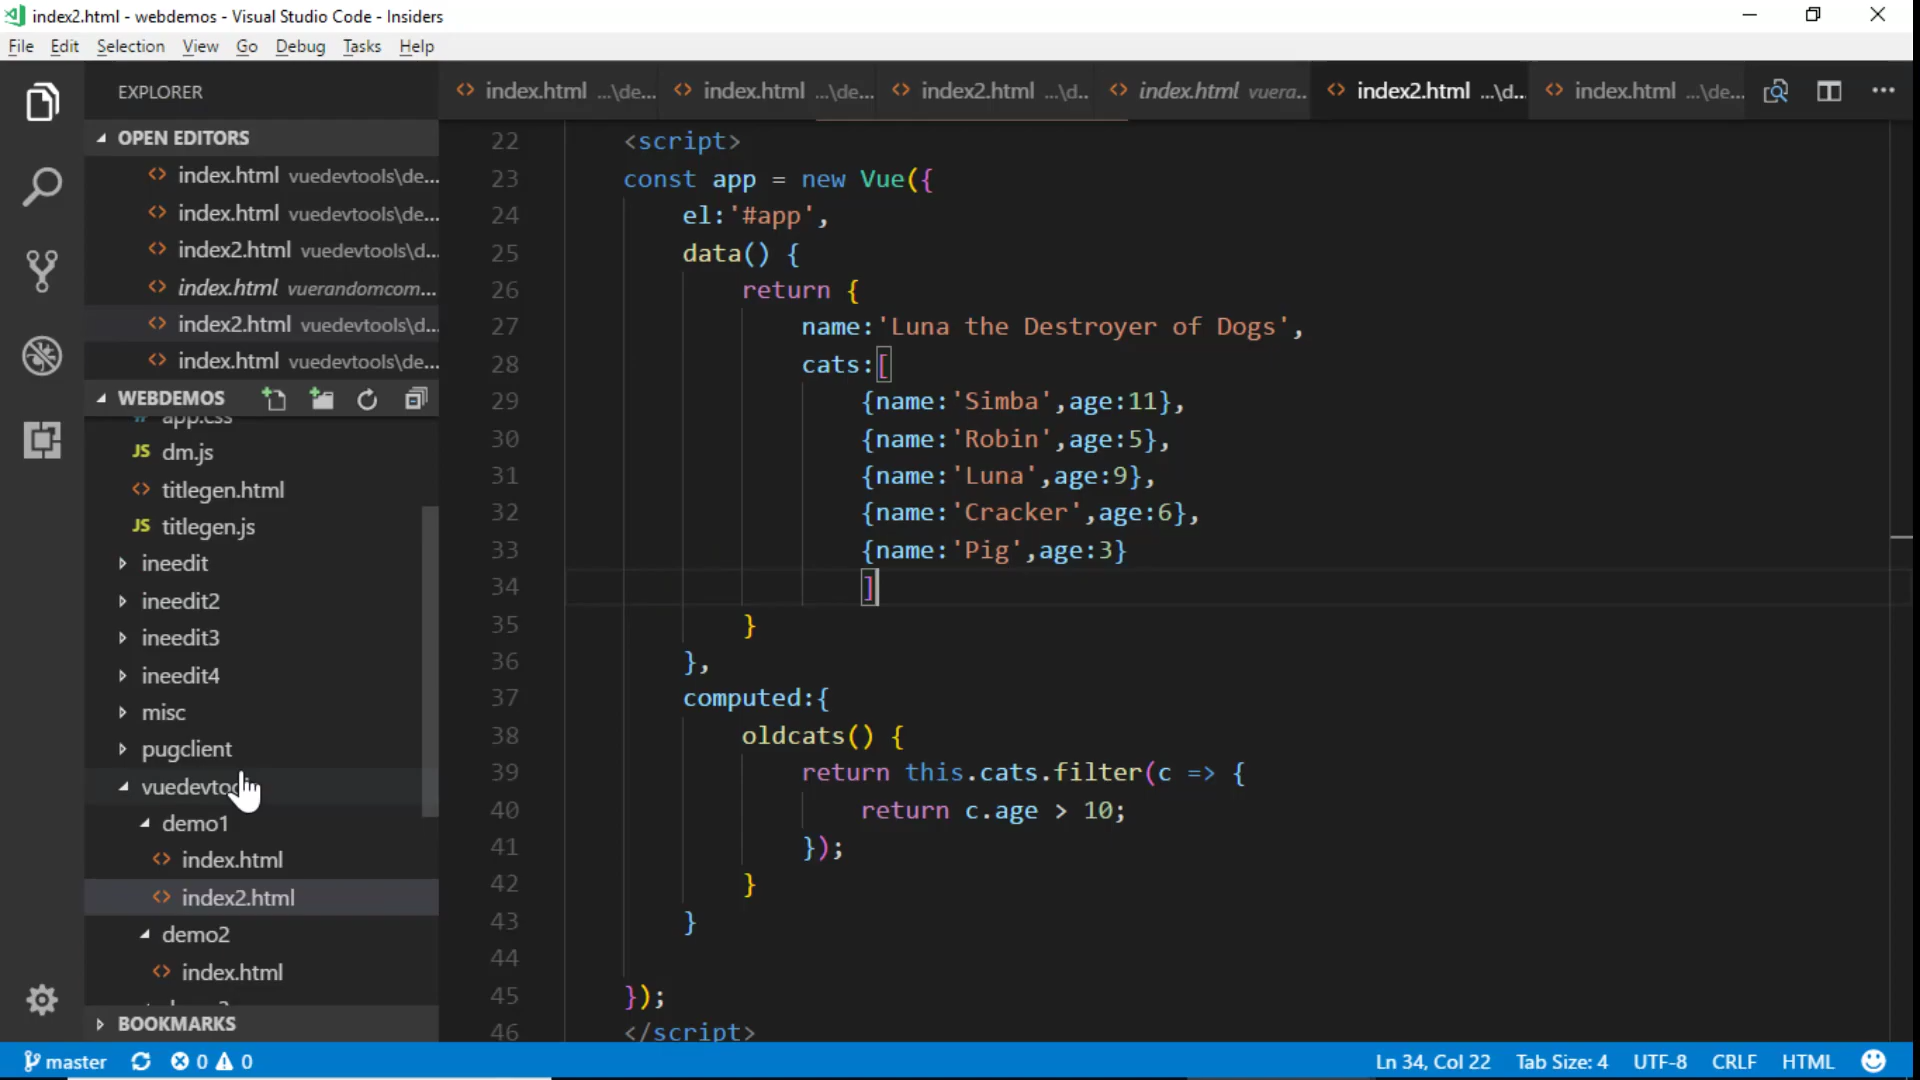 index2.html - webdemos - Visual Studio Code - Insiders
File Edit Selection View Go Debug Tasks Help
EXPLORER
index.html ...\de...
index.html ...\de...
index2.html ...\d..
index.html vuera..
index2.html ...\d..
index.html ...\de...
OPEN EDITORS
index.html vuedevtools\de...
index.html vuedevtools\de...
index2.html vuedevtools\d...
index.html vuerandomcom...
index2.html vuedevtools\d...
index.html vuedevtools\de...
WEBDEMOS
app.css
JS dm.js
titlegen.html
JS titlegen.js
ineedit
ineedit2
ineedit3
ineedit4
misc
pugclient
demo1
index.html
index2.html
demo2
index.html
BOOKMARKS
22 <script>
23 const app = new Vue({
24 el:'#app',
25 data() {
26 return {
27 name:'Luna the Destroyer of Dogs',
28 cats:[
29 {name:'Simba',age:11},
30 {name:'Robin',age:5},
31 {name:'Luna',age:9},
32 {name:'Cracker',age:6},
33 {name:'Pig',age:3}
34 ]
35 }
36 },
37 computed:{
38 oldcats() {
39 return this.cats.filter(c => {
40 return c.age > 10;
41 });
42 }
43 }
44
45 });
46 </script>
master 0 0
Ln 34, Col 22 Tab Size: 4 UTF-8 CRLF HTML